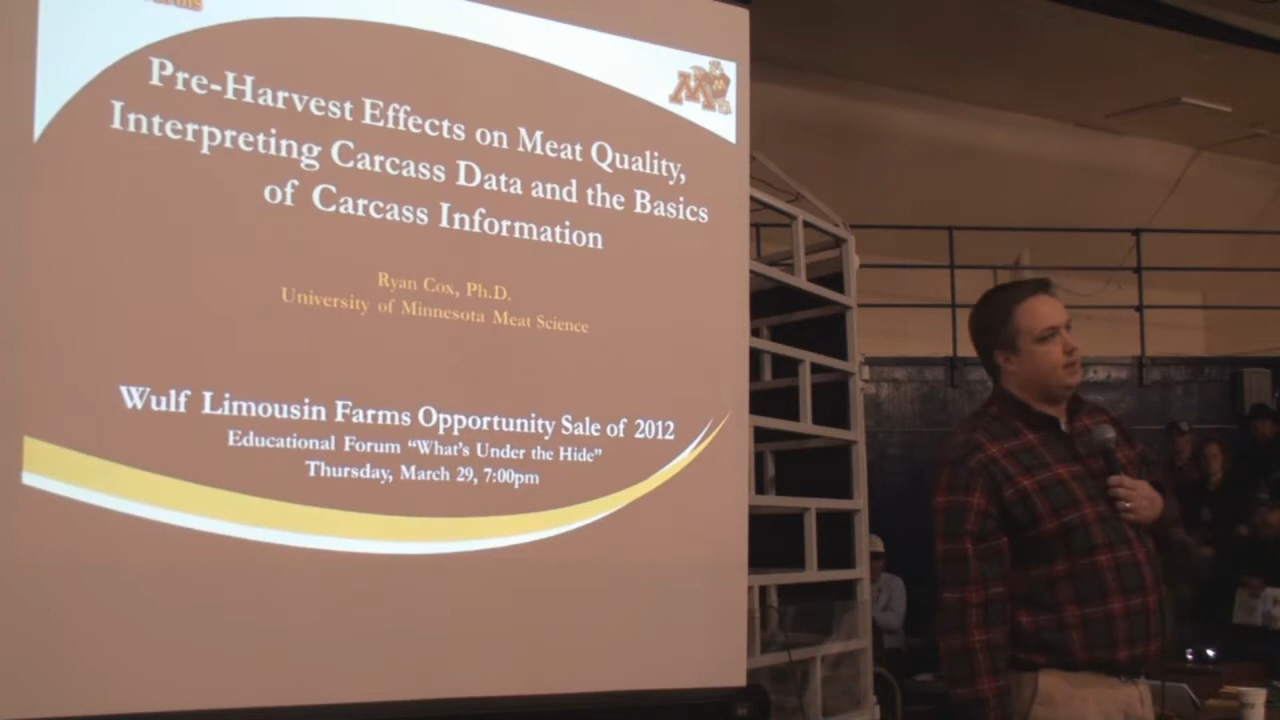 Pre-Harvest Effects on Meat Quality,
Interpreting Carcass Data and the Basics
of Carcass Information
Ryan Cox, Ph.D.
University of Minnesota Meat Science
Wulf Limousin Farms Opportunity Sale of 2012
Educational Forum “What’s Under the Hide”
Thursday, March 29, 7:00pm